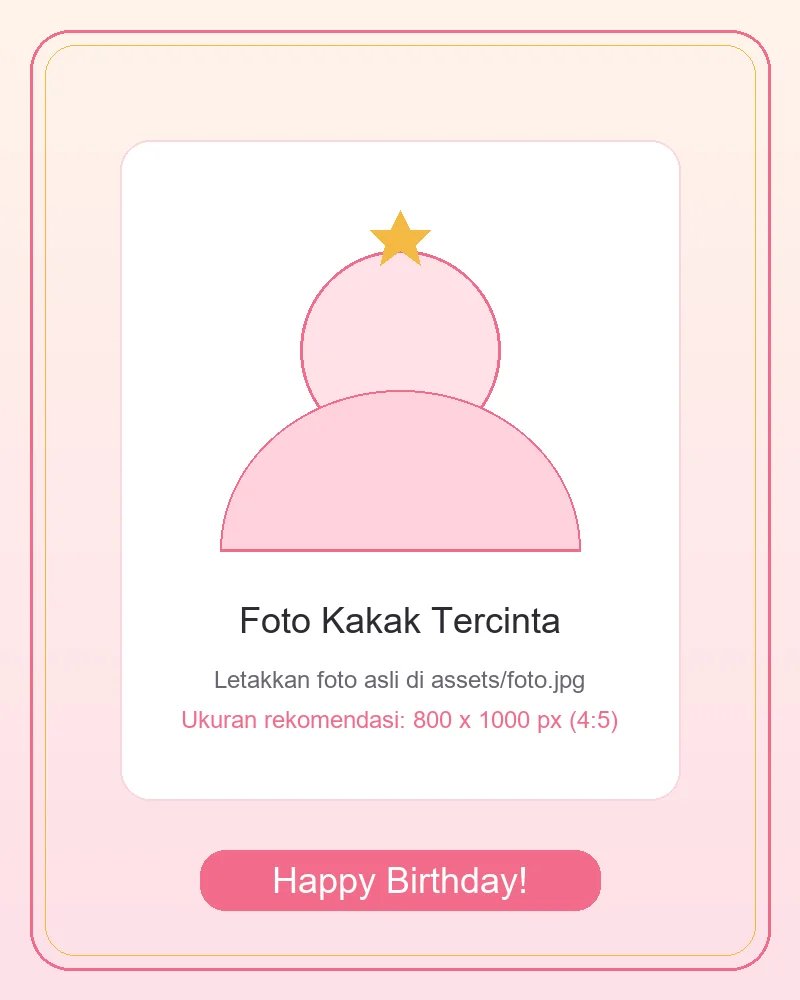 Foto Kakak Tercinta
Letakkan foto asli di assets/foto.jpg
Ukuran rekomendasi: 800 x 1000 px (4:5)
Happy Birthday!